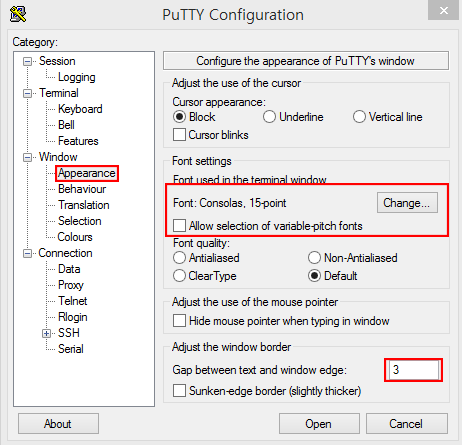 PuTTY Configuration
Category:
Session
Logging
Terminal
Keyboard
Bell
Features
Window
Appearance
Behaviour
Translation
Selection
Colours
Connection
Data
Proxy
Telnet
Rlogin
SSH
Serial
Configure the appearance of PuTTY's window
Adjust the use of the cursor
Cursor appearance:
Block Underline Vertical line
Cursor blinks
Font settings
Font used in the terminal window
Font: Consolas, 15-point Change...
Allow selection of variable-pitch fonts
Font quality:
Antialiased Non-Antialiased
ClearType Default
Adjust the use of the mouse pointer
Hide mouse pointer when typing in window
Adjust the window border
Gap between text and window edge: 3
Sunken-edge border (slightly thicker)
About Open Cancel